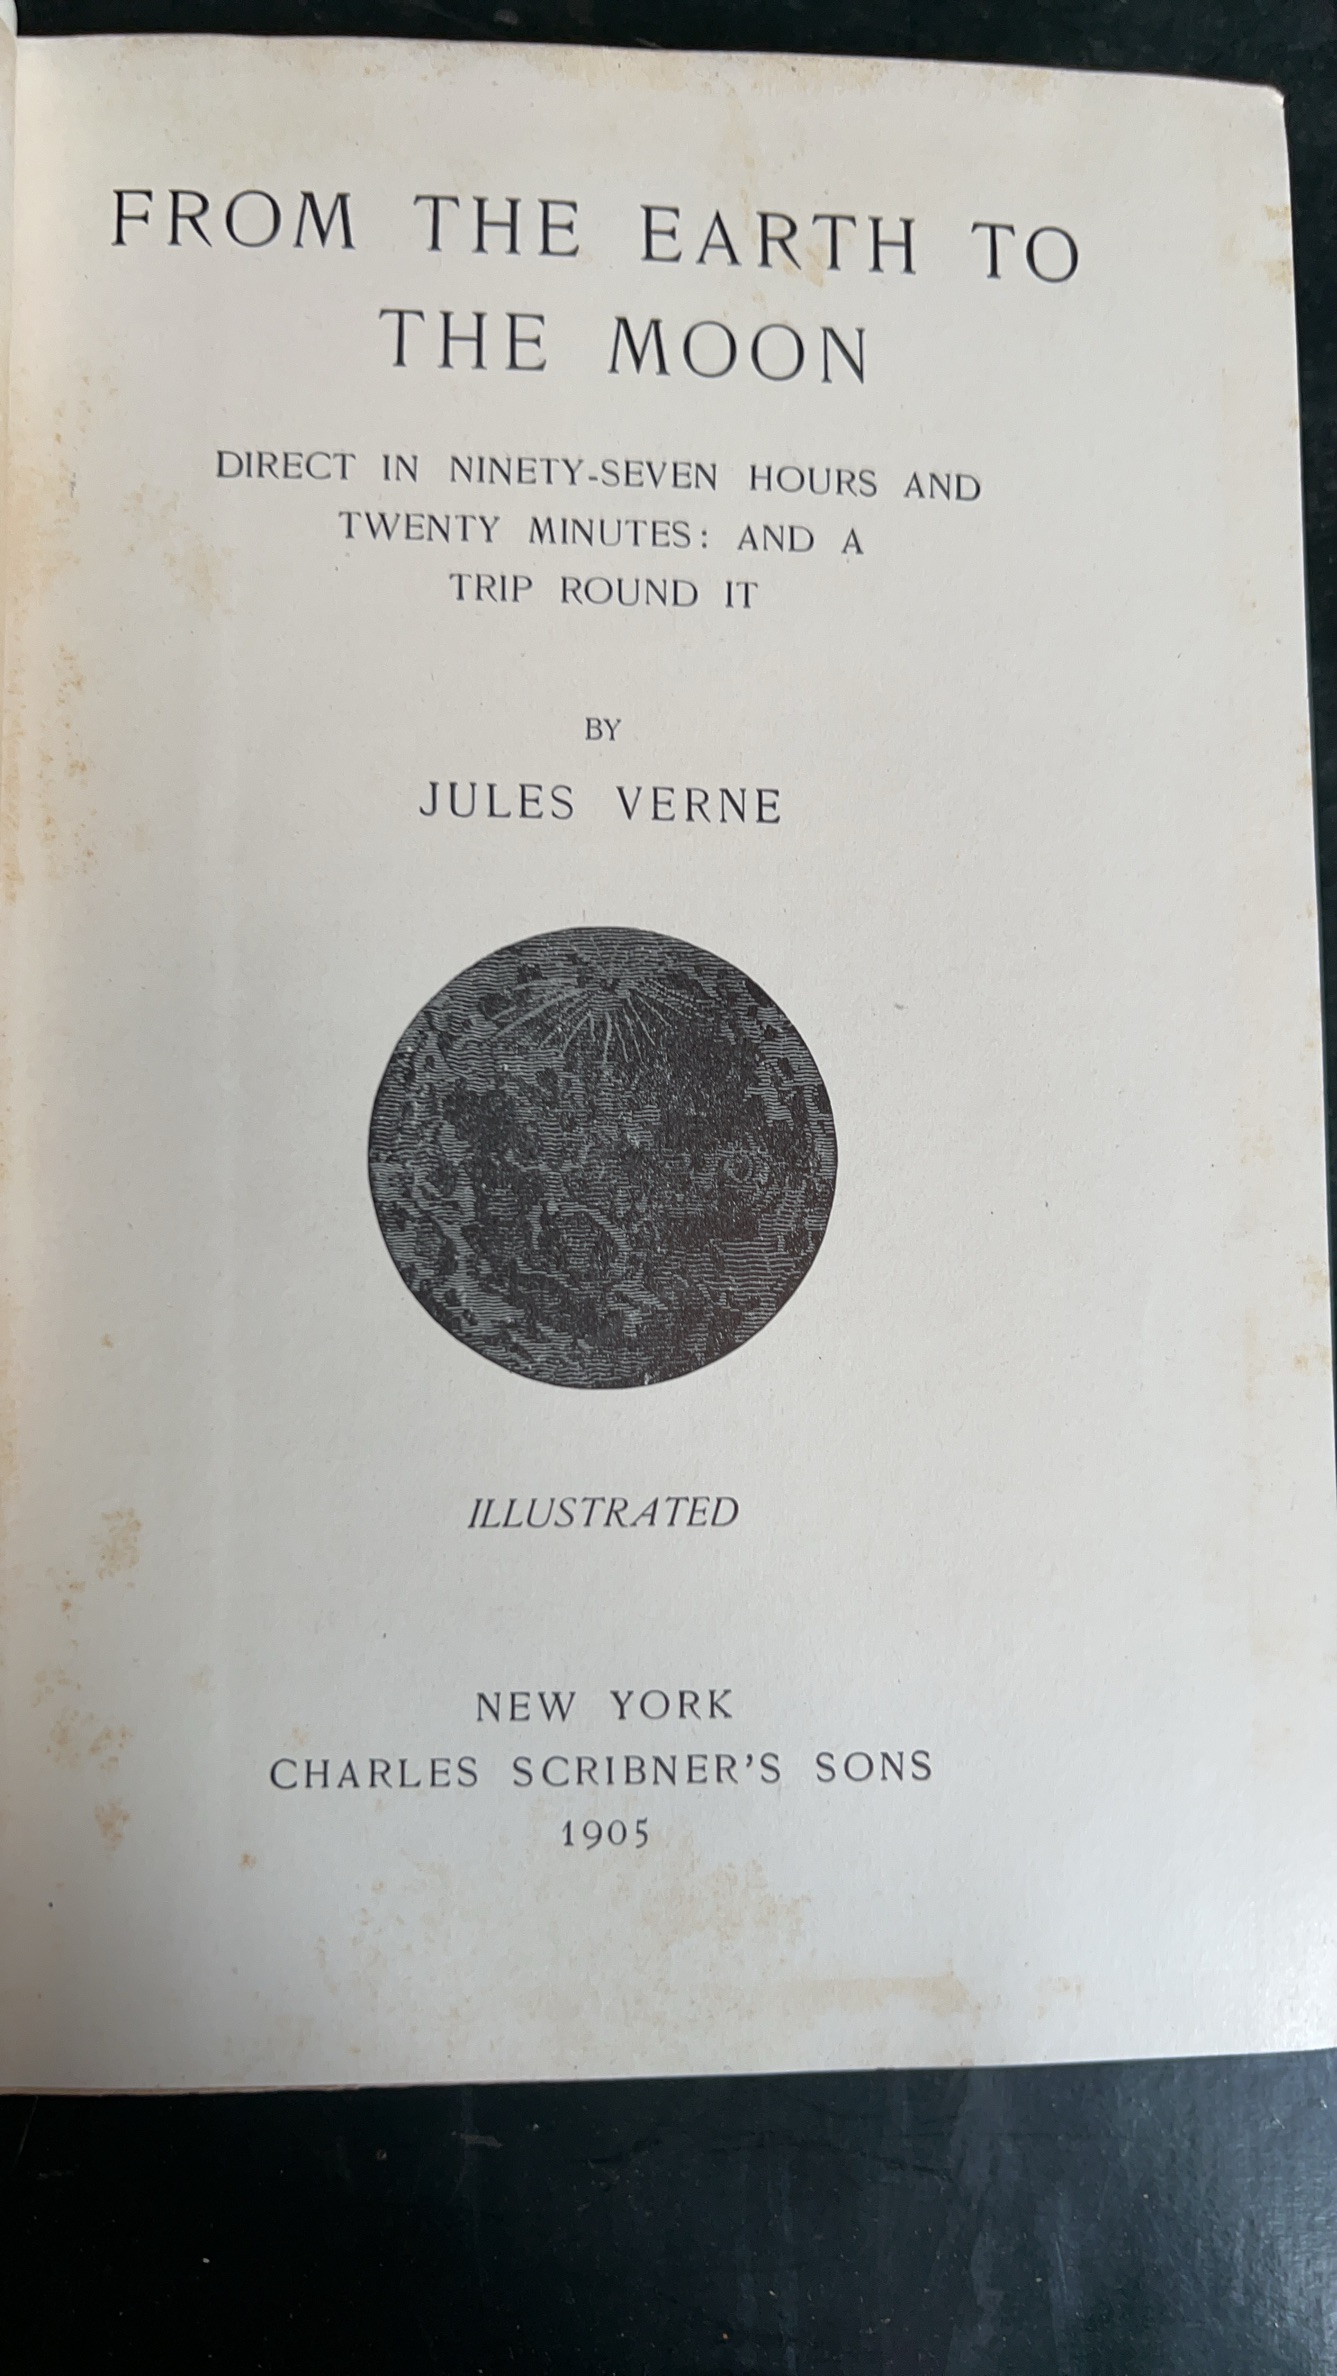 FROM THE EARTH TO
THE MOON
DIRECT IN NINETY-SEVEN HOURS AND
TWENTY MINUTES: AND A
TRIP ROUND IT
BY
JULES VERNE
ILLUSTRATED
NEW YORK
CHARLES SCRIBNER'S SONS
1905